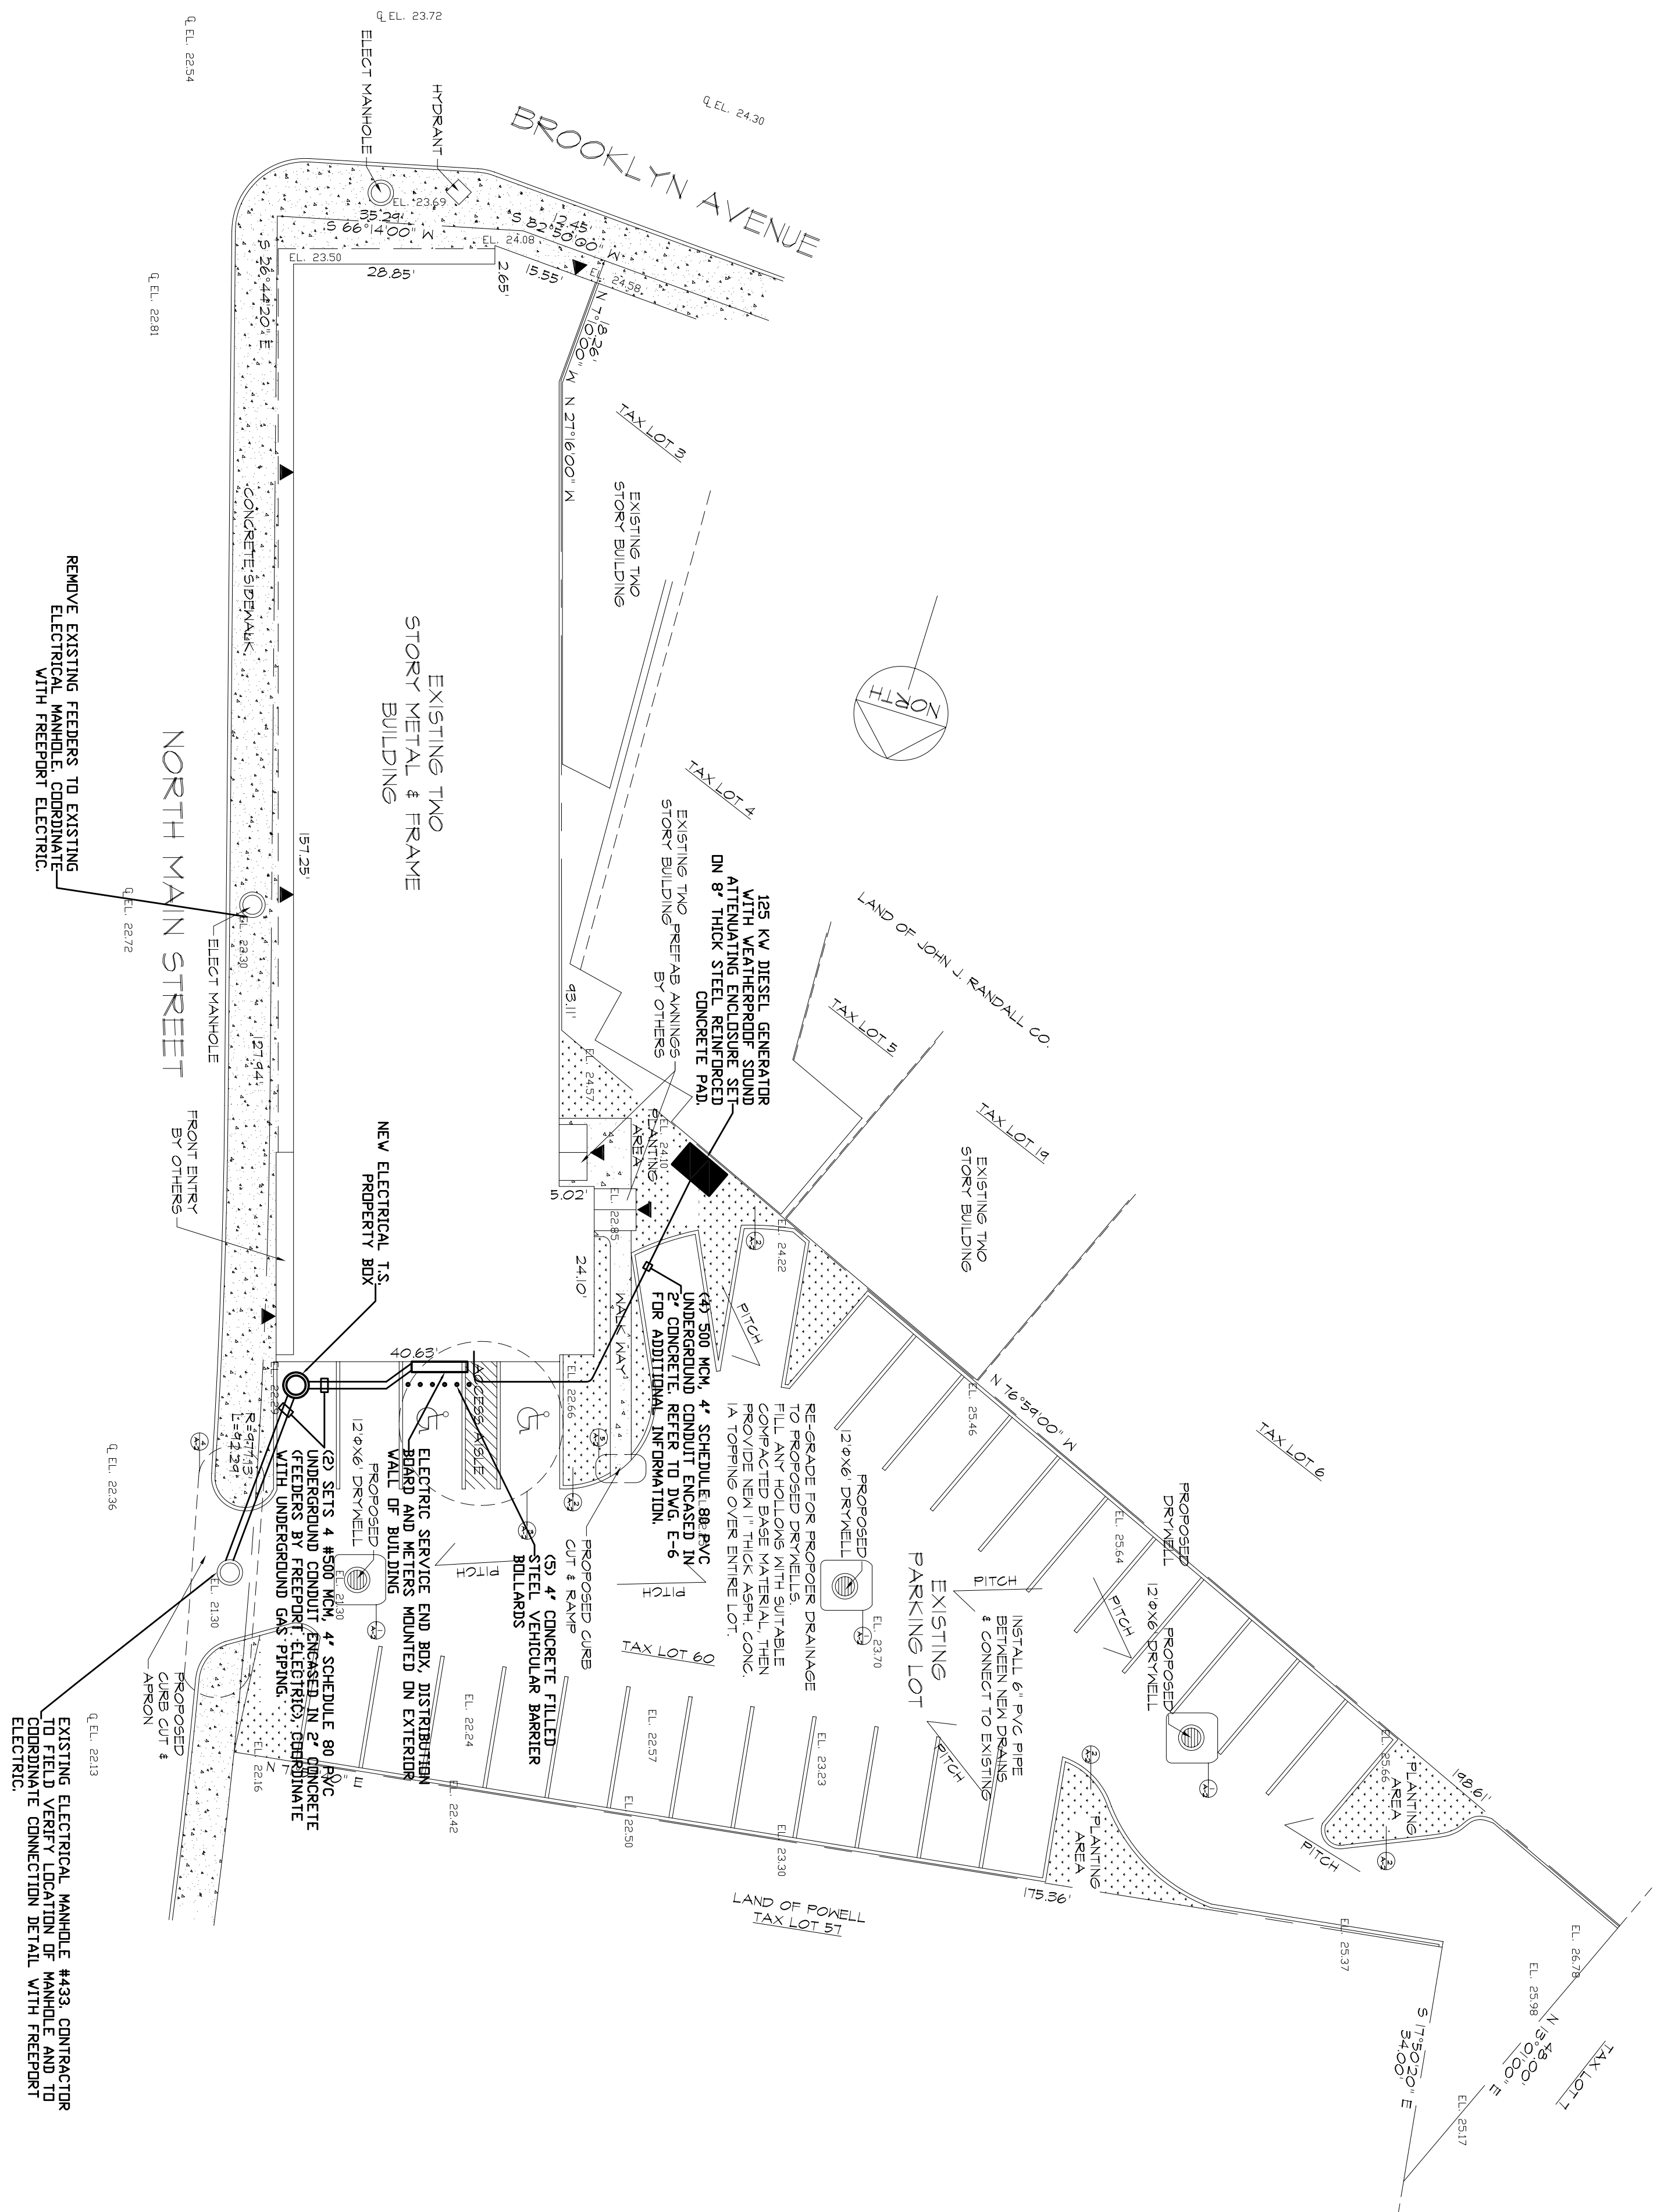 ℄ EL. 22.54
℄ EL. 23.72
℄ EL. 24.30
BROOKLYN AVENUE
ELECT MANHOLE
HYDRANT
EL. 23.69
35.29'
S 66°14'00" W
12.45'
S 82°50'00" W
EL. 24.08
EL. 23.50
28.85'
2.65'
15.55'
EL. 24.58
S 26°44'20" E
℄ EL. 22.81
N 27°16'00" W
TAX LOT 3
EXISTING TWO
STORY BUILDING
CONCRETE SIDEWALK
EXISTING TWO
STORY METAL & FRAME
BUILDING
NORTH
REMOVE EXISTING FEEDERS TO EXISTING
ELECTRICAL MANHOLE. COORDINATE
WITH FREEPORT ELECTRIC.
NORTH MAIN STREET
℄ EL. 22.72
157.25'
ELECT MANHOLE
127.94'
93.11'
TAX LOT 4
EXISTING TWO
STORY BUILDING
PREFAB AWNINGS
BY OTHERS
125 KW DIESEL GENERATOR
WITH WEATHERPROOF SOUND
ATTENUATING ENCLOSURE SET
ON 8" THICK STEEL REINFORCED
CONCRETE PAD.
LAND OF JOHN J. RANDALL CO.
TAX LOT 5
TAX LOT 19
EXISTING TWO
STORY BUILDING
EL. 24.57
EL. 24.10
PLANTING
AREA
5.02'
EL. 22.85
24.10'
WALK WAY
EL. 24.22
PITCH
FRONT ENTRY
BY OTHERS
NEW ELECTRICAL T.S.
PROPERTY BOX
(4) 500 MCM, 4" SCHEDULE 80 PVC
UNDERGROUND CONDUIT ENCASED IN
2" CONCRETE. REFER TO DWG. E-6
FOR ADDITIONAL INFORMATION.
40.63'
ACCESS AISLE
EL. 22.66
EL. 25.46
N 76°59'00" W
TAX LOT 6
RE-GRADE FOR PROPOER DRAINAGE
TO PROPOSED DRYWELLS.
FILL ANY HOLLOWS WITH SUITABLE
COMPACTED BASE MATERIAL, THEN
PROVIDE NEW 1" THICK ASPH. CONC.
1A TOPPING OVER ENTIRE LOT.
PROPOSED
12'ΦX6' DRYWELL
PROPOSED
12'ΦX6' DRYWELL
℄ EL. 22.36
L=92.29'
(2) SETS 4 #500 MCM, 4" SCHEDULE 80 PVC
UNDERGROUND CONDUIT ENCASED IN 2" CONCRETE
(FEEDERS BY FREEPORT ELECTRIC), COORDINATE
WITH UNDERGROUND GAS PIPING.
ELECTRIC SERVICE END BOX, DISTRIBUTION
BOARD AND METERS MOUNTED ON EXTERIOR
WALL OF BUILDING
(5) 4" CONCRETE FILLED
STEEL VEHICULAR BARRIER
BOLLARDS
PROPOSED CURB
CUT & RAMP
PITCH
PITCH
PITCH
PITCH
EXISTING
PARKING LOT
PROPOSED
DRYWELL
EL. 25.64
PROPOSED
12'ΦX6' DRYWELL
INSTALL 6" PVC PIPE
BETWEEN NEW DRAINS
& CONNECT TO EXISTING
EL. 21.30
EL. 21.30
EL. 23.70
TAX LOT 60
PROPOSED
CURB CUT &
APRON
EL. 22.24
EL. 22.57
EL. 23.23
PITCH
EL. 22.16
EL. 22.42
EL. 22.50
EL. 23.30
PLANTING
AREA
EL. 25.66
PLANTING
AREA
198.61'
PITCH
175.36'
LAND OF POWELL
TAX LOT 57
℄ EL. 22.13
EXISTING ELECTRICAL MANHOLE #433. CONTRACTOR
TO FIELD VERIFY LOCATION OF MANHOLE AND TO
COORDINATE CONNECTION DETAIL WITH FREEPORT
ELECTRIC.
EL. 25.37
EL. 26.78
EL. 25.98
S 17°50'20" E
34.00'
TAX LOT 7
EL. 25.17